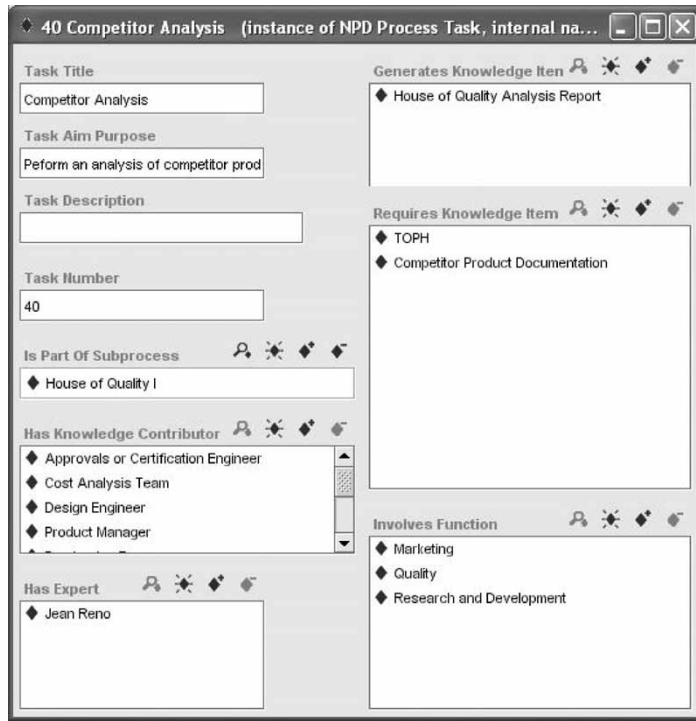 40 Competitor Analysis (instance of NPD Process Task, internal na...
Task Title
Competitor Analysis
Task Aim Purpose
Peform an analysis of competitor prod
Task Description
Task Number
40
Is Part Of Subprocess
House of Quality I
Has Knowledge Contributor
Approvals or Certification Engineer
Cost Analysis Team
Design Engineer
Product Manager
Has Expert
Jean Reno
Generates Knowledge Iten
House of Quality Analysis Report
Requires Knowledge Item
TOPH
Competitor Product Documentation
Involves Function
Marketing
Quality
Research and Development